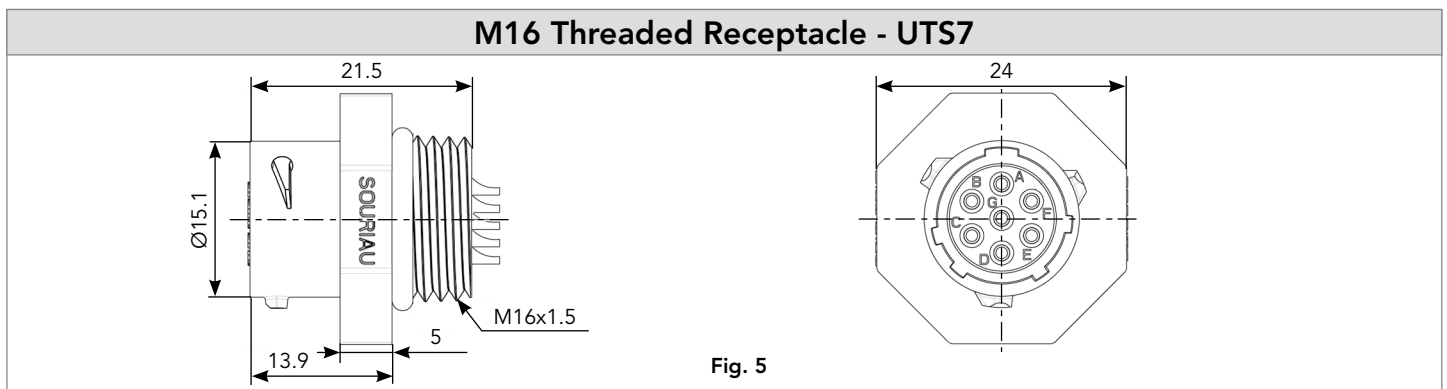 M16 Threaded Receptacle - UTS7
21.5
24
Ø15.1
SOURIAU
B
A
G
F
C
D
E
M16x1.5
5
13.9
Fig. 5